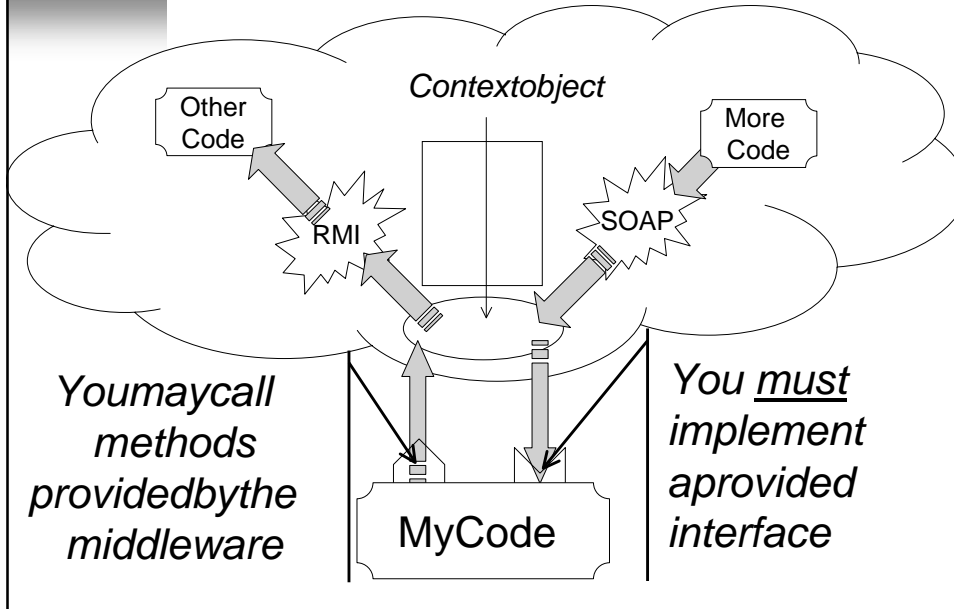 Contextobject
Other
Code
More
Code
RMI
SOAP
Youmaycall
methods
providedbythe
middleware
You must
implement
aprovided
interface
MyCode